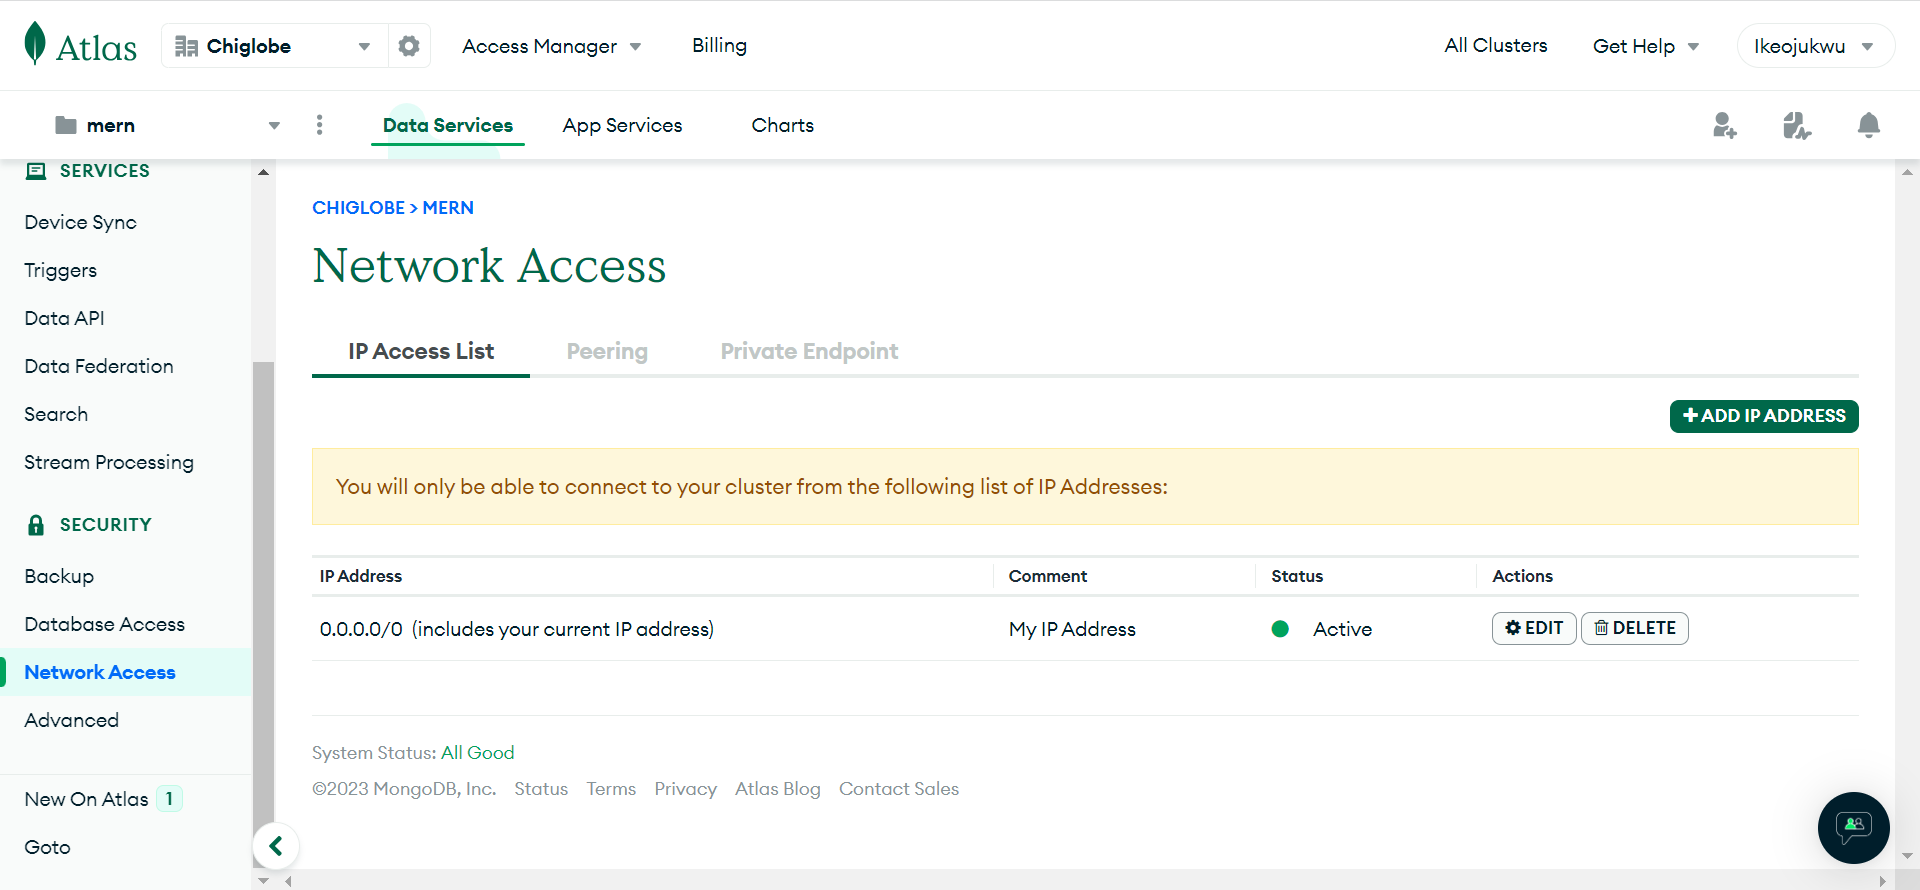 Atlas
Chiglobe
Access Manager
Billing
All Clusters
Get Help
Ikeojukwu
mern
Data Services
App Services
Charts
SERVICES
Device Sync
Triggers
Data API
Data Federation
Search
Stream Processing
SECURITY
Backup
Database Access
Network Access
Advanced
New On Atlas 1
Goto
CHIGLOBE > MERN
Network Access
IP Access List
Peering
Private Endpoint
+ ADD IP ADDRESS
You will only be able to connect to your cluster from the following list of IP Addresses:
IP Address Comment Status Actions
0.0.0.0/0 (includes your current IP address) My IP Address Active EDIT DELETE
System Status: All Good
©2023 MongoDB, Inc. Status Terms Privacy Atlas Blog Contact Sales